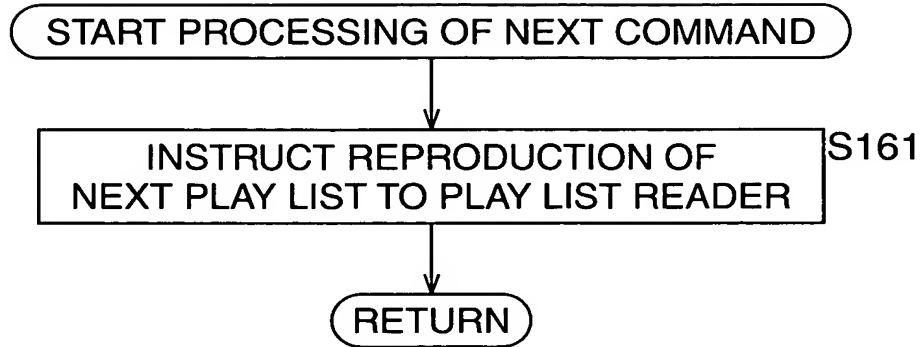 START PROCESSING OF NEXT COMMAND
INSTRUCT REPRODUCTION OF
NEXT PLAY LIST TO PLAY LIST READER
S161
RETURN